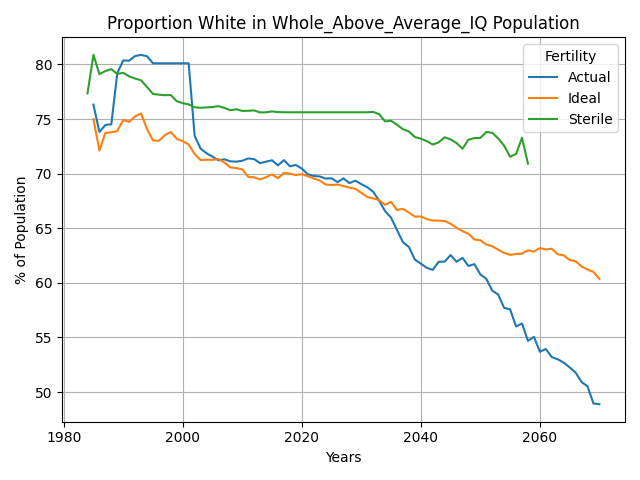 Proportion White in Whole_Above_Average_IQ Population
Fertility
Actual
Ideal
Sterile
% of Population
80
75
70
65
60
55
50
1980
2000
2020
2040
2060
Years